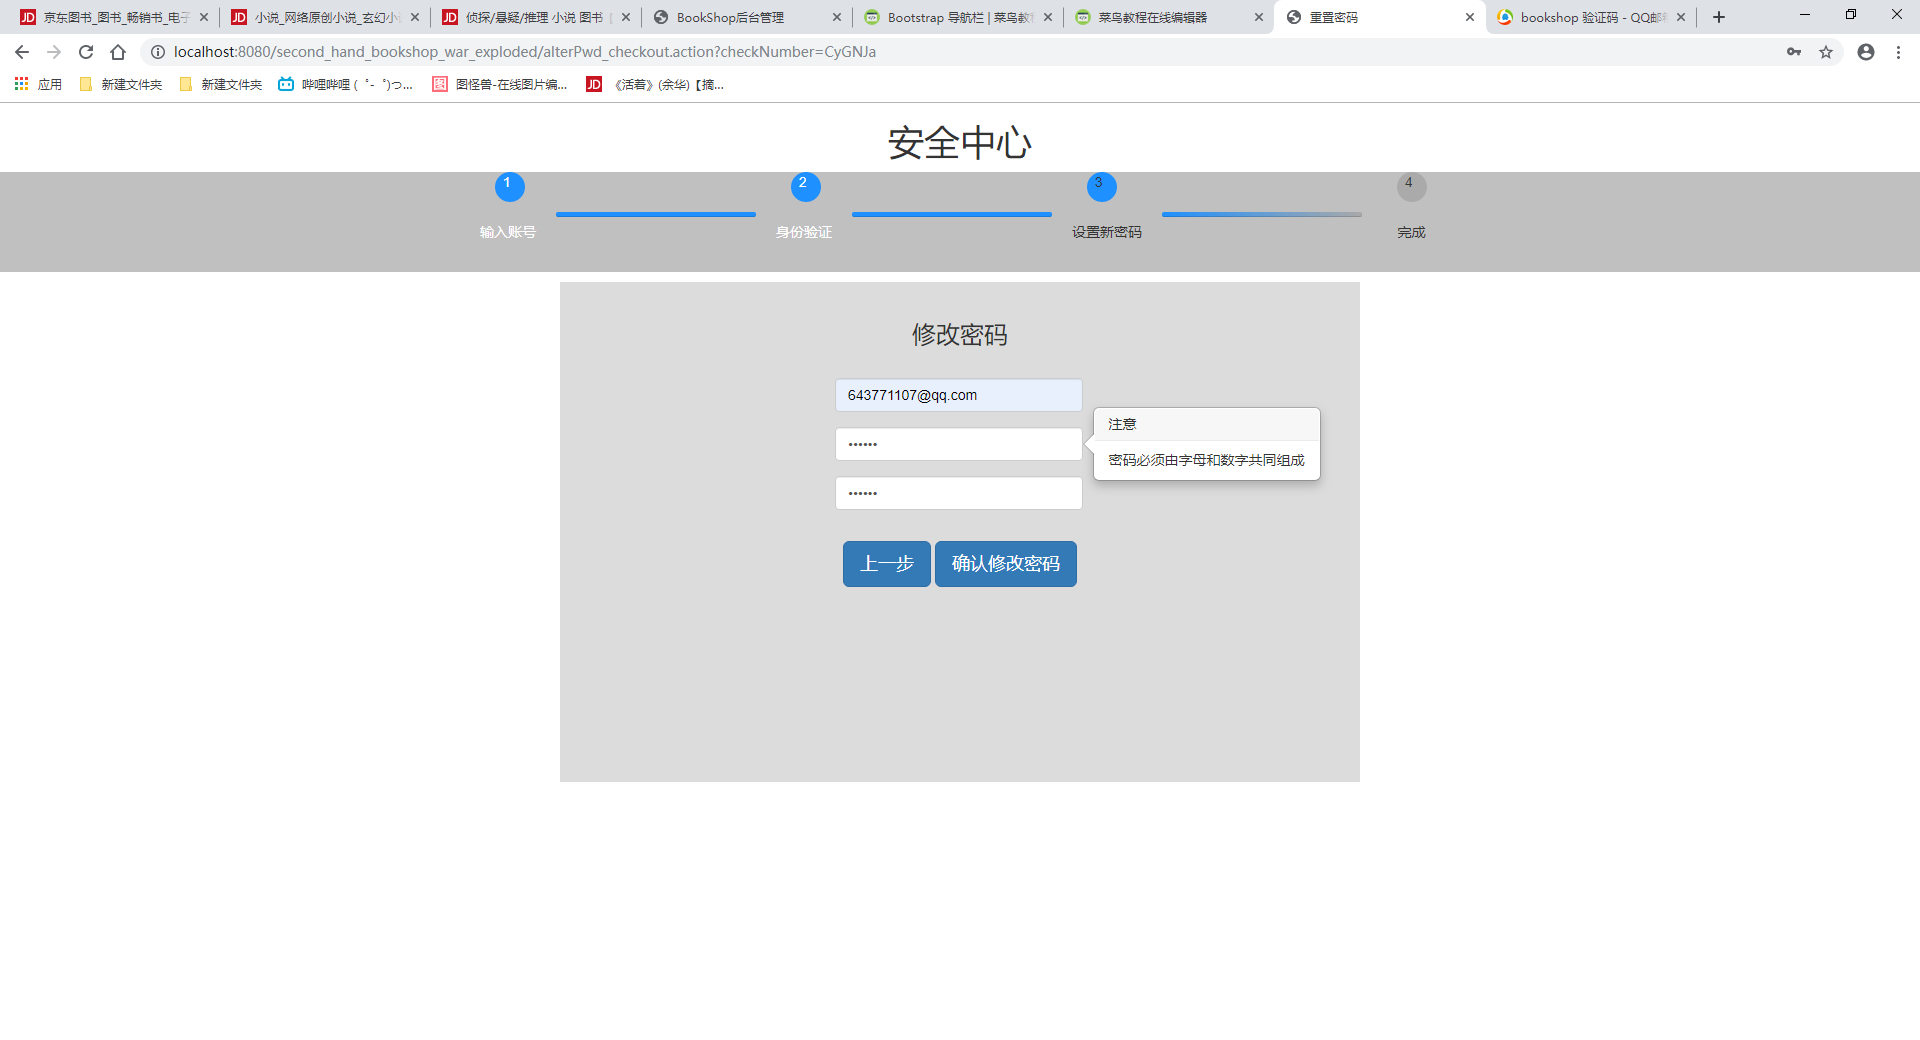 京东图书_图书_畅销书_电子
小说_网络原创小说_玄幻小
侦探/悬疑/推理 小说 图书
BookShop后台管理
Bootstrap 导航栏 | 菜鸟教
菜鸟教程在线编辑器
重置密码
bookshop 验证码 - QQ邮
localhost:8080/second_hand_bookshop_war_exploded/alterPwd_checkout.action?checkNumber=CyGNJa
应用
新建文件夹
新建文件夹
哔哩哔哩 ( ゜- ゜)つ...
图怪兽-在线图片编...
JD
《活着》(余华)【摘...
安全中心
1
2
3
4
输入账号
身份验证
设置新密码
完成
修改密码
643771107@qq.com
注意
密码必须由字母和数字共同组成
••••••
••••••
上一步
确认修改密码